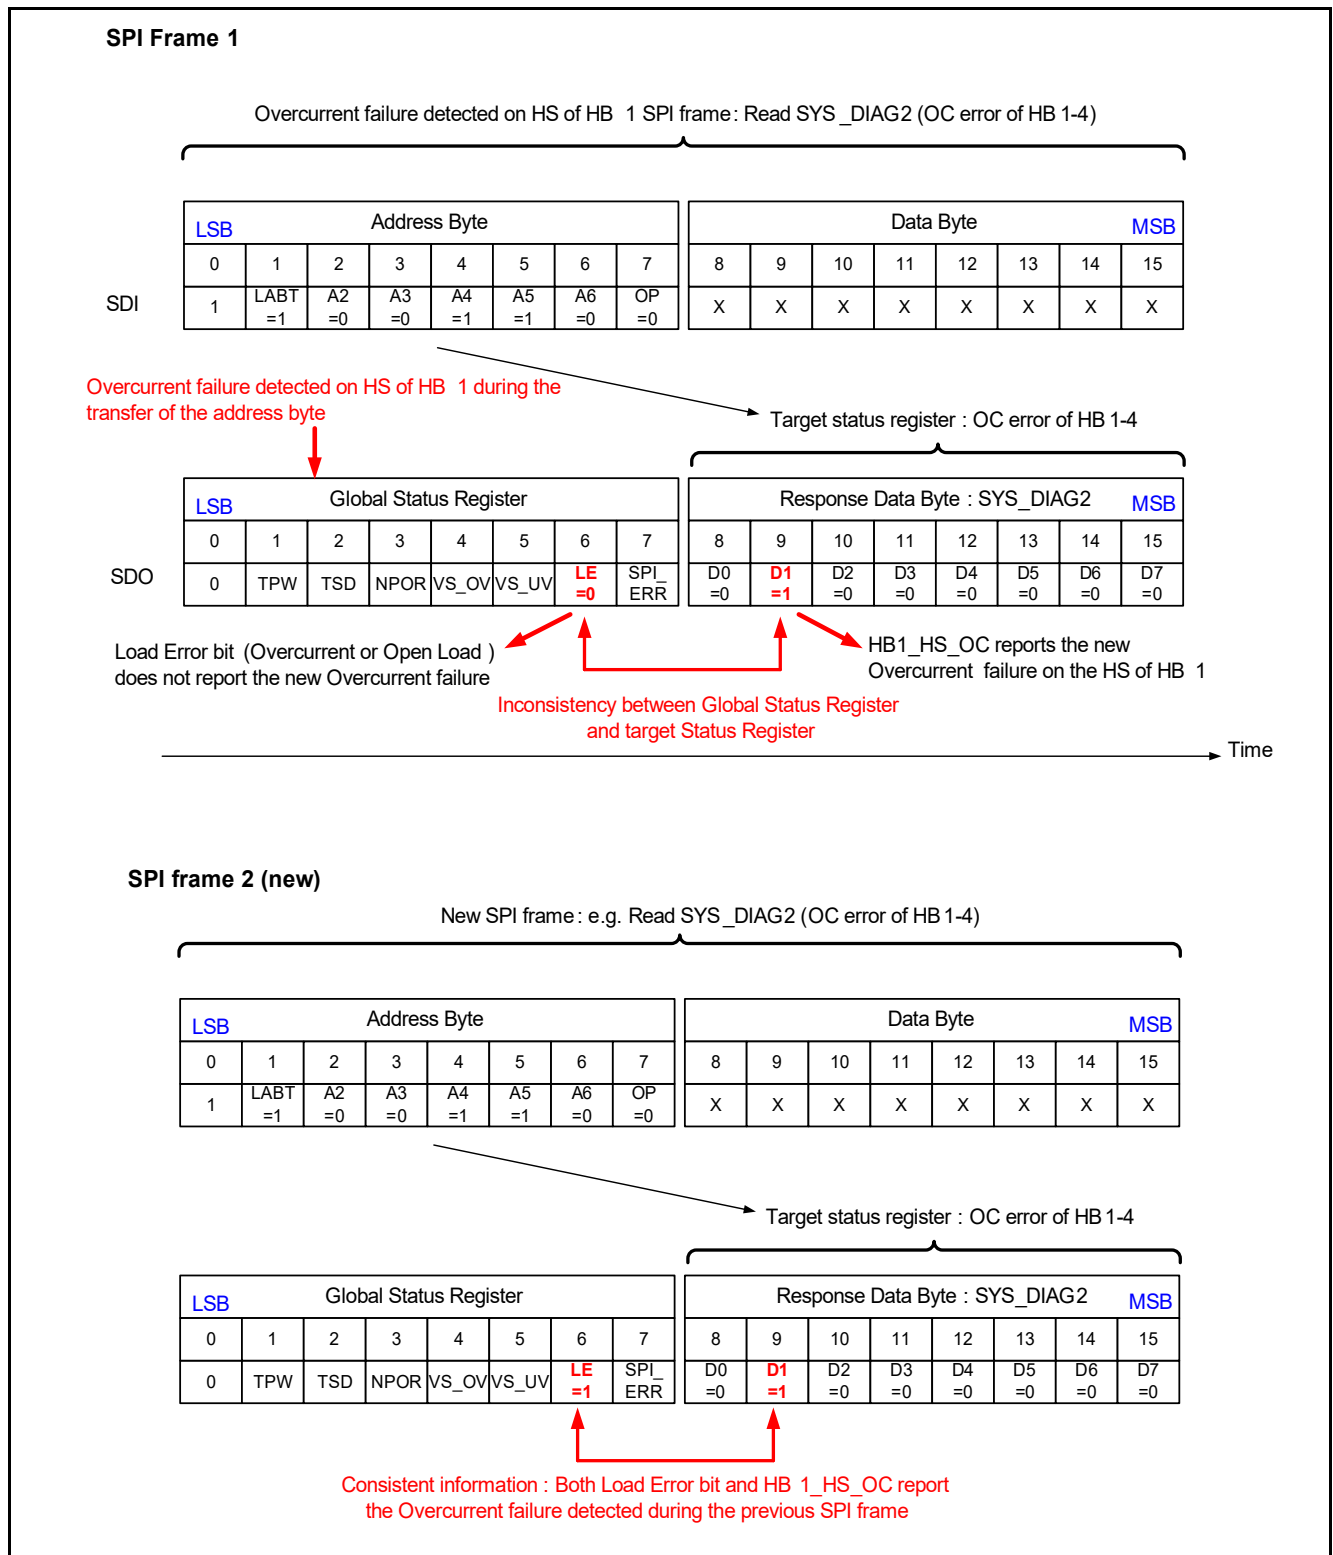 SPI Frame 1
Overcurrent failure detected on HS of HB 1 SPI frame: Read SYS_DIAG2 (OC error of HB 1-4)
LSB Address Byte Data Byte MSB
0 1 2 3 4 5 6 7 8 9 10 11 12 13 14 15
SDI 1 LABT =1 A2 =0 A3 =0 A4 =1 A5 =1 A6 =0 OP =0 X X X X X X X X
Overcurrent failure detected on HS of HB 1 during the
transfer of the address byte
Target status register : OC error of HB 1-4
LSB Global Status Register Response Data Byte : SYS_DIAG2 MSB
0 1 2 3 4 5 6 7 8 9 10 11 12 13 14 15
SDO 0 TPW TSD NPOR VS_OV VS_UV LE =0 SPI_ ERR D0 =0 D1 =1 D2 =0 D3 =0 D4 =0 D5 =0 D6 =0 D7 =0
Load Error bit (Overcurrent or Open Load )
does not report the new Overcurrent failure
HB1_HS_OC reports the new
Overcurrent failure on the HS of HB 1
Inconsistency between Global Status Register
and target Status Register
Time
SPI frame 2 (new)
New SPI frame : e.g. Read SYS_DIAG2 (OC error of HB 1-4)
LSB Address Byte Data Byte MSB
0 1 2 3 4 5 6 7 8 9 10 11 12 13 14 15
1 LABT =1 A2 =0 A3 =0 A4 =1 A5 =1 A6 =0 OP =0 X X X X X X X X
Target status register : OC error of HB 1-4
LSB Global Status Register Response Data Byte : SYS_DIAG2 MSB
0 1 2 3 4 5 6 7 8 9 10 11 12 13 14 15
0 TPW TSD NPOR VS_OV VS_UV LE =1 SPI_ ERR D0 =0 D1 =1 D2 =0 D3 =0 D4 =0 D5 =0 D6 =0 D7 =0
Consistent information : Both Load Error bit and HB 1_HS_OC report
the Overcurrent failure detected during the previous SPI frame